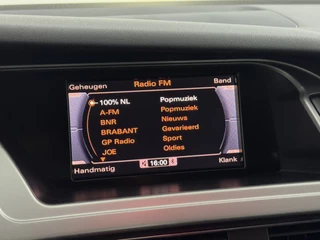 Geheugen Radio FM Band
100% NL Popmuziek
A-FM Popmuziek
BNR Nieuws
BRABANT Gevarieerd
GP Radio Sport
JOE Oldies
Handmatig 16:00 Klank